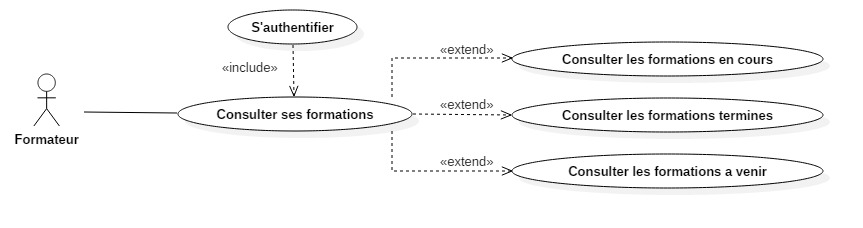 S'authentifier
«include»
Formateur
Consulter ses formations
«extend»
Consulter les formations en cours
«extend»
Consulter les formations termines
«extend»
Consulter les formations a venir